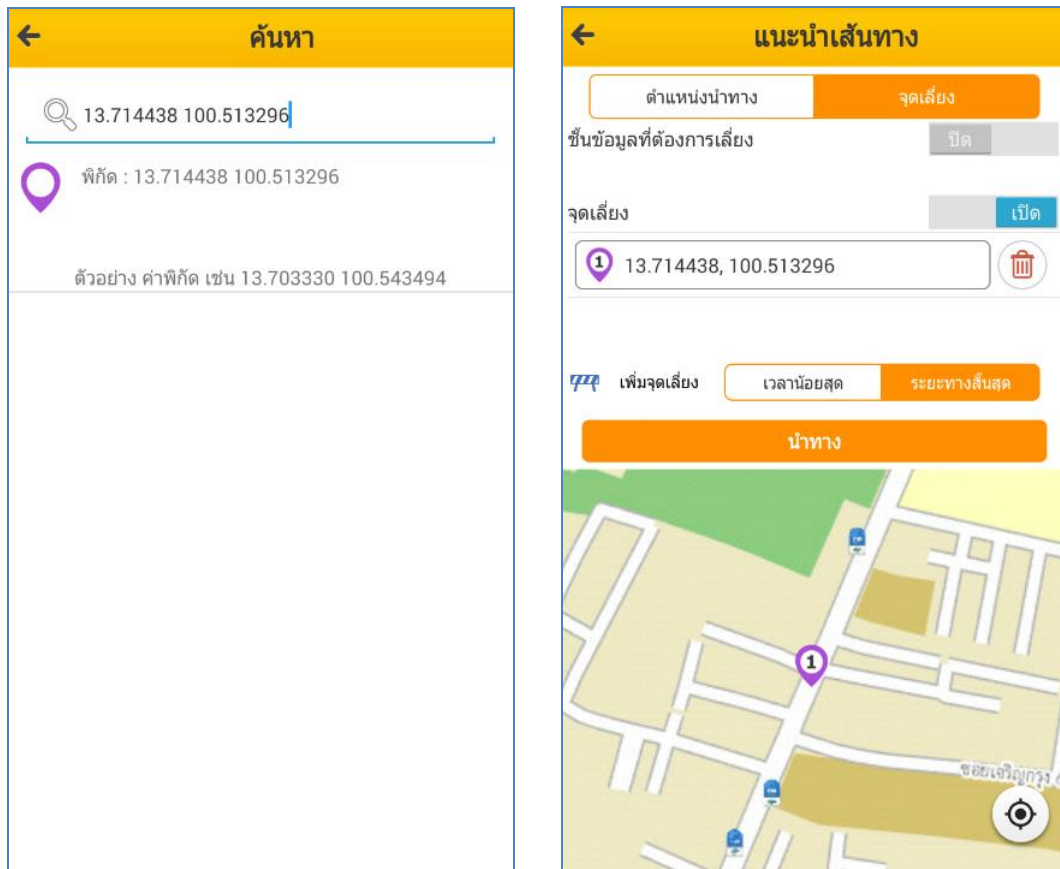 ค้นหา
13.714438 100.513296
พิกัด : 13.714438 100.513296
ตัวอย่าง ค่าพิกัด เช่น 13.703330 100.543494
แนะนำเส้นทาง
ตำแหน่งนำทาง จุดเลี่ยง
ชั้นข้อมูลที่ต้องการเลี่ยง ปิด
จุดเลี่ยง เปิด
1 13.714438, 100.513296
เพิ่มจุดเลี่ยง เวลาน้อยสุด ระยะทางสั้นสุด
นำทาง
1
ซอยเจริญกรุง